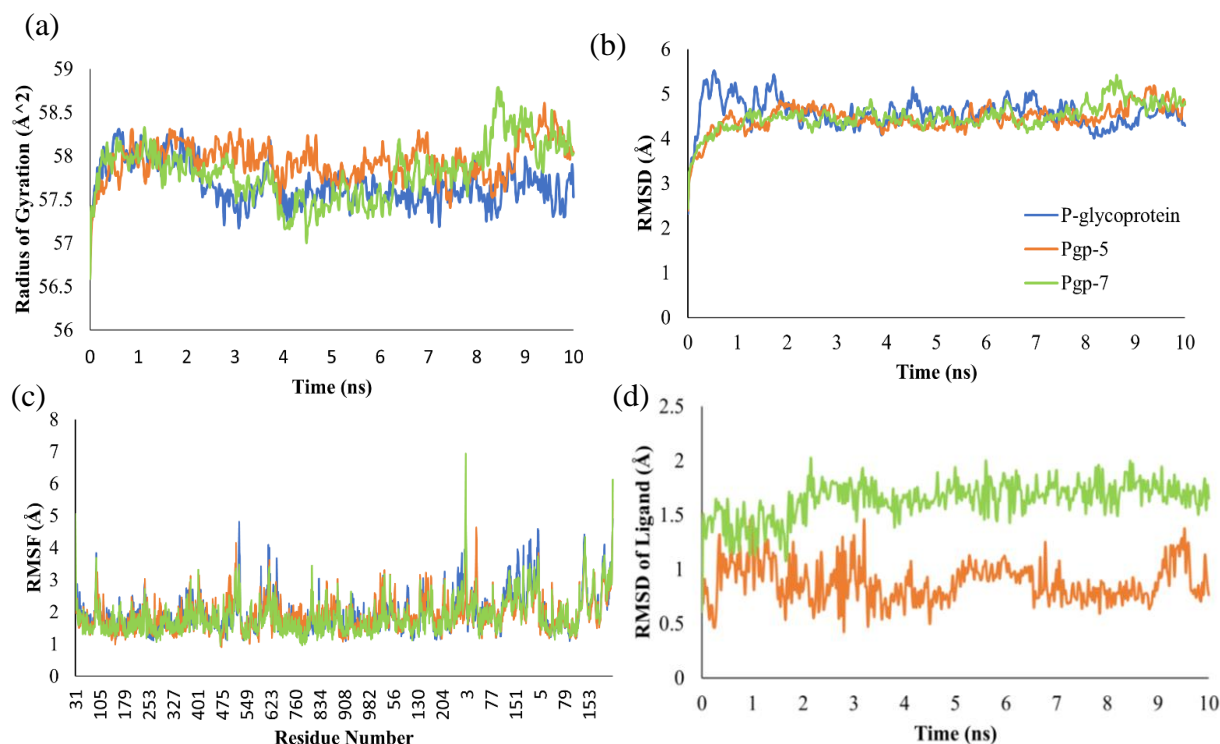 (a)
Radius of Gyration (Å^2)
59
58.5
58
57.5
57
56.5
56
0 1 2 3 4 5 6 7 8 9 10
Time (ns)
(b)
RMSD (Å)
6
5
4
3
2
1
0
P-glycoprotein
Pgp-5
Pgp-7
0 1 2 3 4 5 6 7 8 9 10
Time (ns)
(c)
RMSF (Å)
8
7
6
5
4
3
2
1
0
31 105 179 253 327 401 475 549 623 760 834 908 982 56 130 204 3 77 151 5 79 153
Residue Number
(d)
RMSD of Ligand (Å)
2.5
2
1.5
1
0.5
0
0 1 2 3 4 5 6 7 8 9 10
Time (ns)